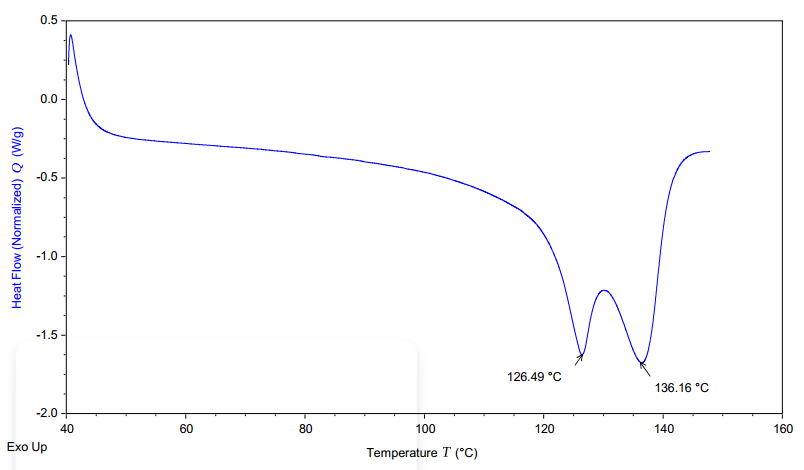 0.5
0.0
-0.5
-1.0
-1.5
-2.0
Heat Flow (Normalized) Q (W/g)
126.49 °C
136.16 °C
40
60
80
100
120
140
160
Exo Up
Temperature T (°C)